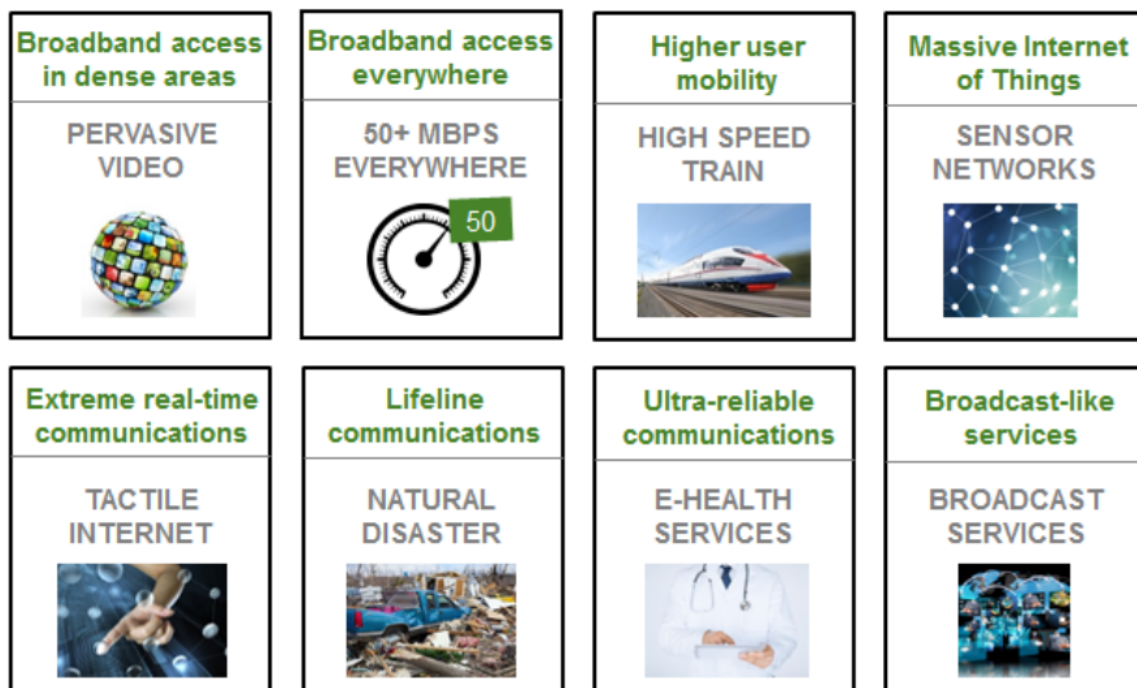 Broadband access
in dense areas
PERVASIVE
VIDEO
Broadband access
everywhere
50+ MBPS
EVERYWHERE
50
Higher user
mobility
HIGH SPEED
TRAIN
Massive Internet
of Things
SENSOR
NETWORKS
Extreme real-time
communications
TACTILE
INTERNET
Lifeline
communications
NATURAL
DISASTER
Ultra-reliable
communications
E-HEALTH
SERVICES
Broadcast-like
services
BROADCAST
SERVICES